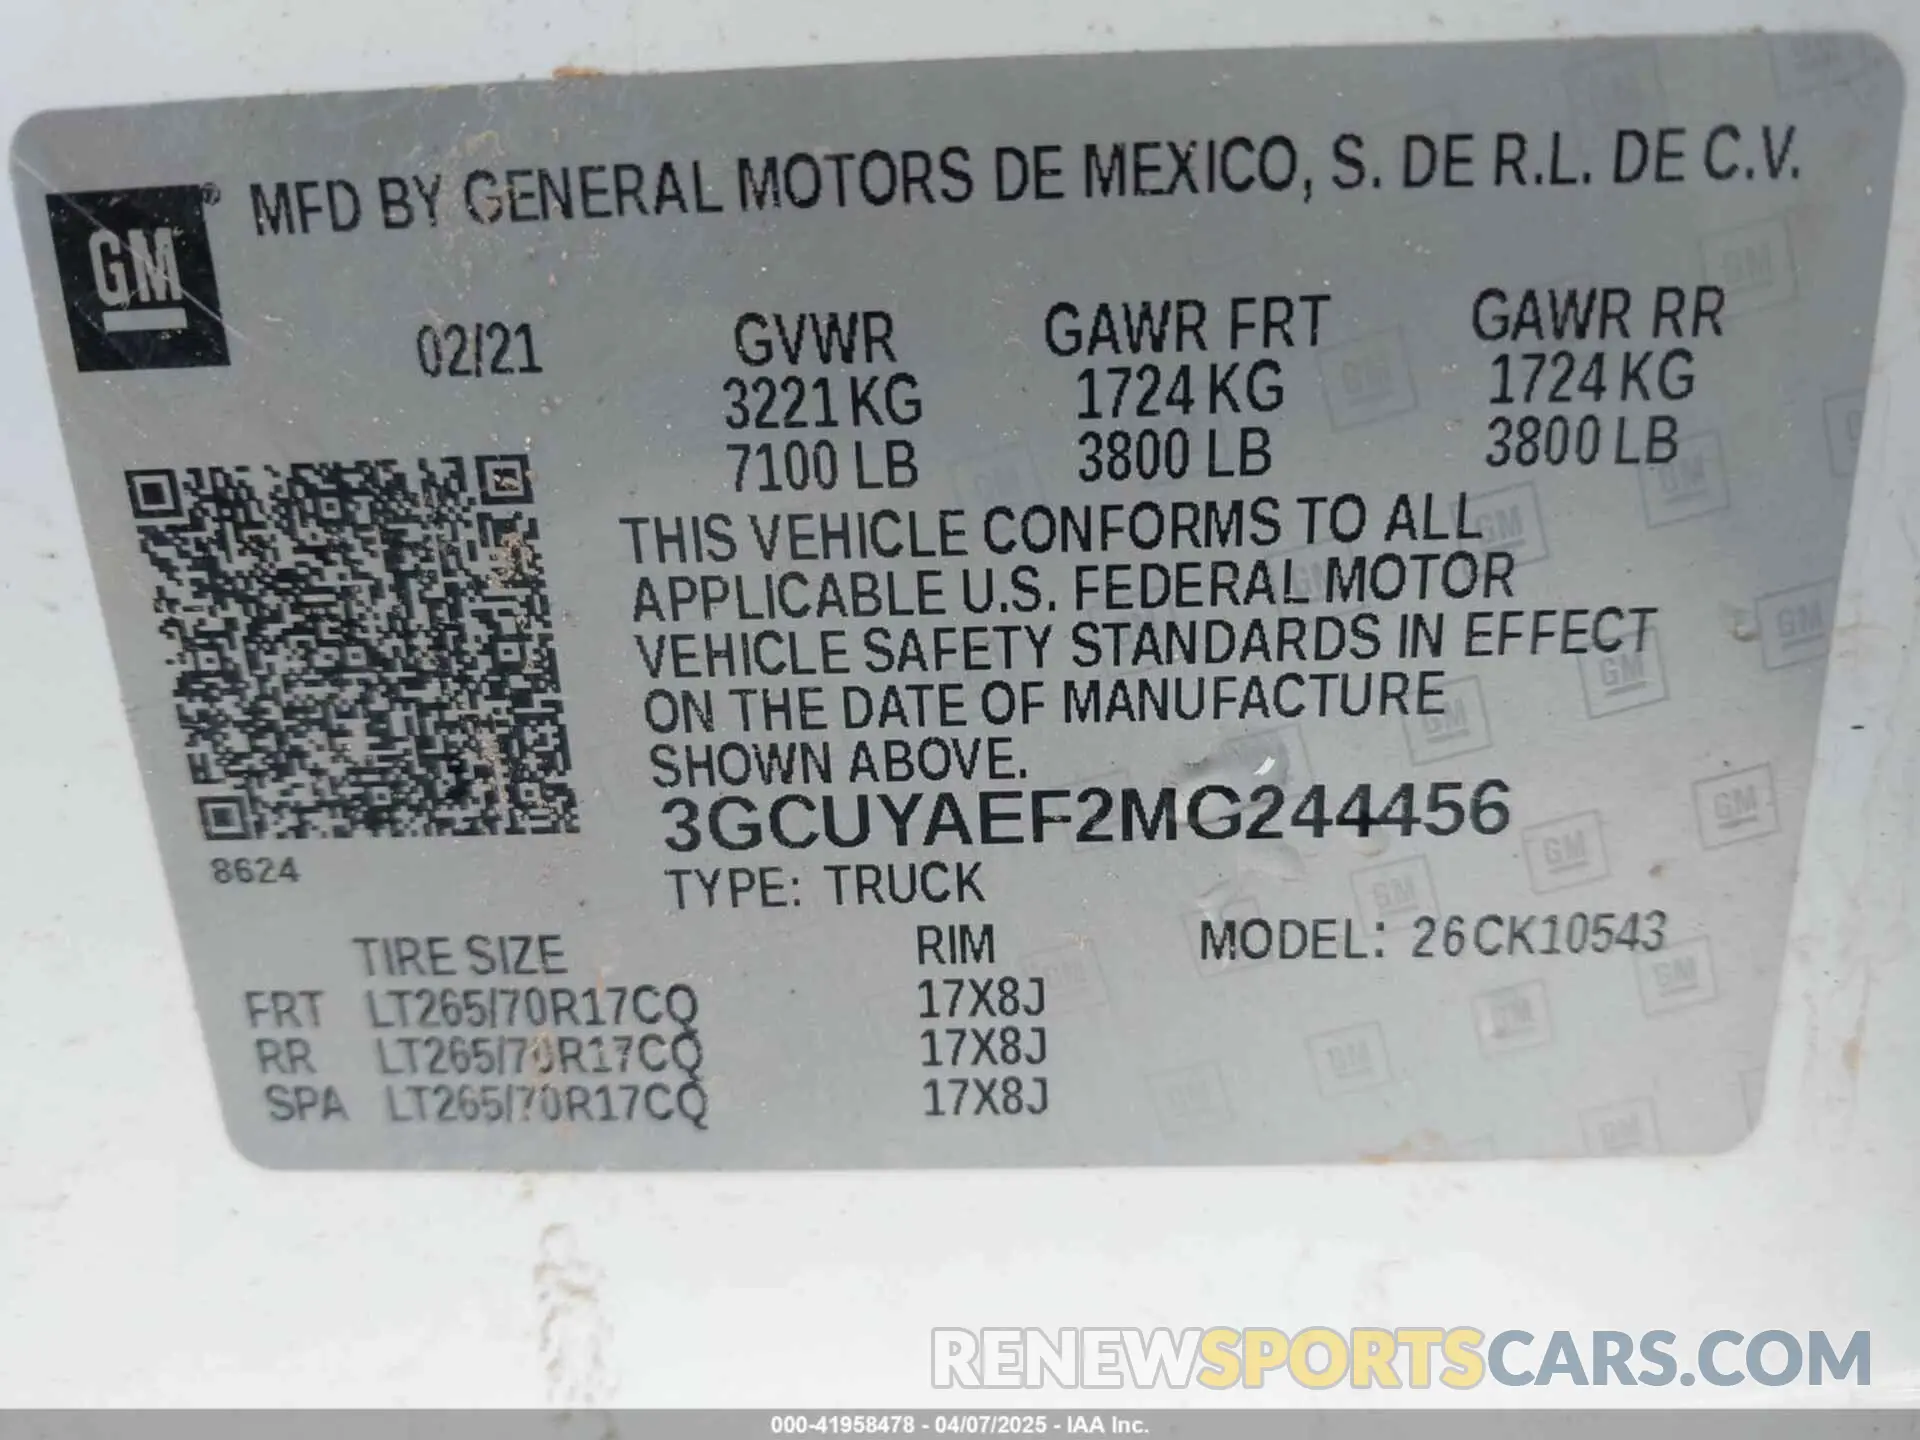 MFD BY GENERAL MOTORS DE MEXICO, S. DE R.L. DE C.V.
GM ®
02/21 GVWR GAWR FRT GAWR RR
3221 KG 1724 KG 1724 KG
7100 LB 3800 LB 3800 LB
THIS VEHICLE CONFORMS TO ALL
APPLICABLE U.S. FEDERAL MOTOR
VEHICLE SAFETY STANDARDS IN EFFECT
ON THE DATE OF MANUFACTURE
SHOWN ABOVE.
3GCUYAEF2MG244456
8624
TYPE: TRUCK
TIRE SIZE RIM MODEL: 26CK10543
FRT LT265/70R17CQ 17X8J
RR LT265/70R17CQ 17X8J
SPA LT265/70R17CQ 17X8J
RENEWSPORTSCARS.COM
000-41958478 - 04/07/2025 - IAA Inc.